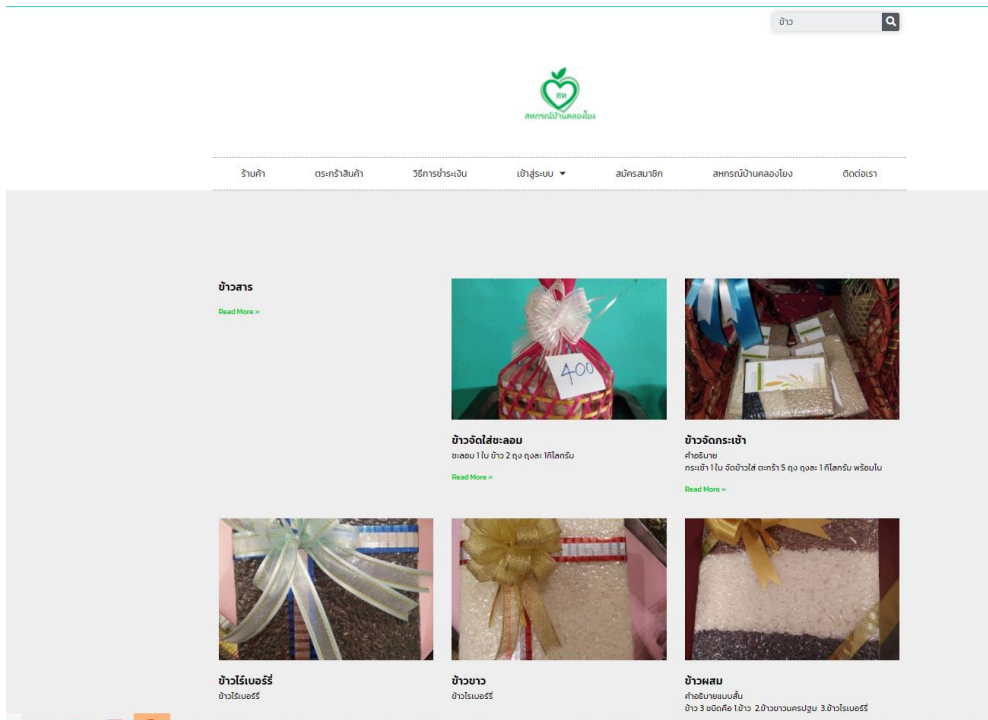 ข้าว
สห
สหกรณ์บ้านคลองโยง
ร้านค้า
ตระกร้าสินค้า
วิธีการชำระเงิน
เข้าสู่ระบบ
สมัครสมาชิก
สหกรณ์บ้านคลองโยง
ติดต่อเรา
ข้าวสาร
Read More »
400
ข้าวจัดใส่ชะลอม
ชะลอม 1 ใบ ข้าว 2 ถุง ถุงละ 1กิโลกรัม
Read More »
ข้าวจัดกระเช้า
คำอธิบาย
กระเช้า 1 ใบ จัดข้าวใส่ ตะกร้า 5 ถุง ถุงละ 1 กิโลกรัม พร้อมโบ
Read More »
ข้าวไร้เบอร์รี่
ข้าวไร้เบอร์รี่
ข้าวขาว
ข้าวไรเบอร์รี
ข้าวผสม
คำอธิบายแบบสั้น
ข้าว 3 ชนิดคือ 1.ข้าว 2.ข้าวขาวนครปฐม 3.ข้าวไรเบอร์รี่